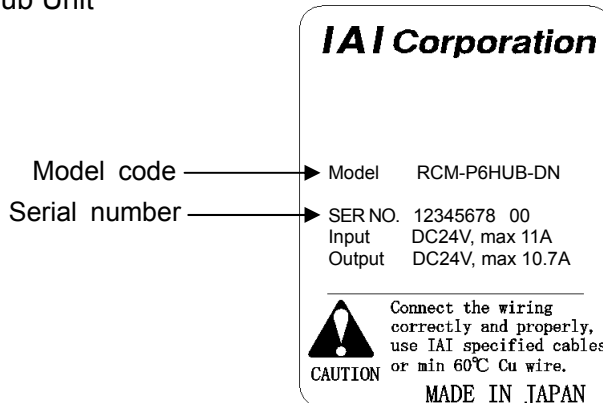 ub Unit
IAI Corporation
Model code
Model RCM-P6HUB-DN
Serial number
SER NO. 12345678 00
Input DC24V, max 11A
Output DC24V, max 10.7A
Connect the wiring
correctly and properly,
use IAI specified cables
or min 60℃ Cu wire.
CAUTION
MADE IN JAPAN